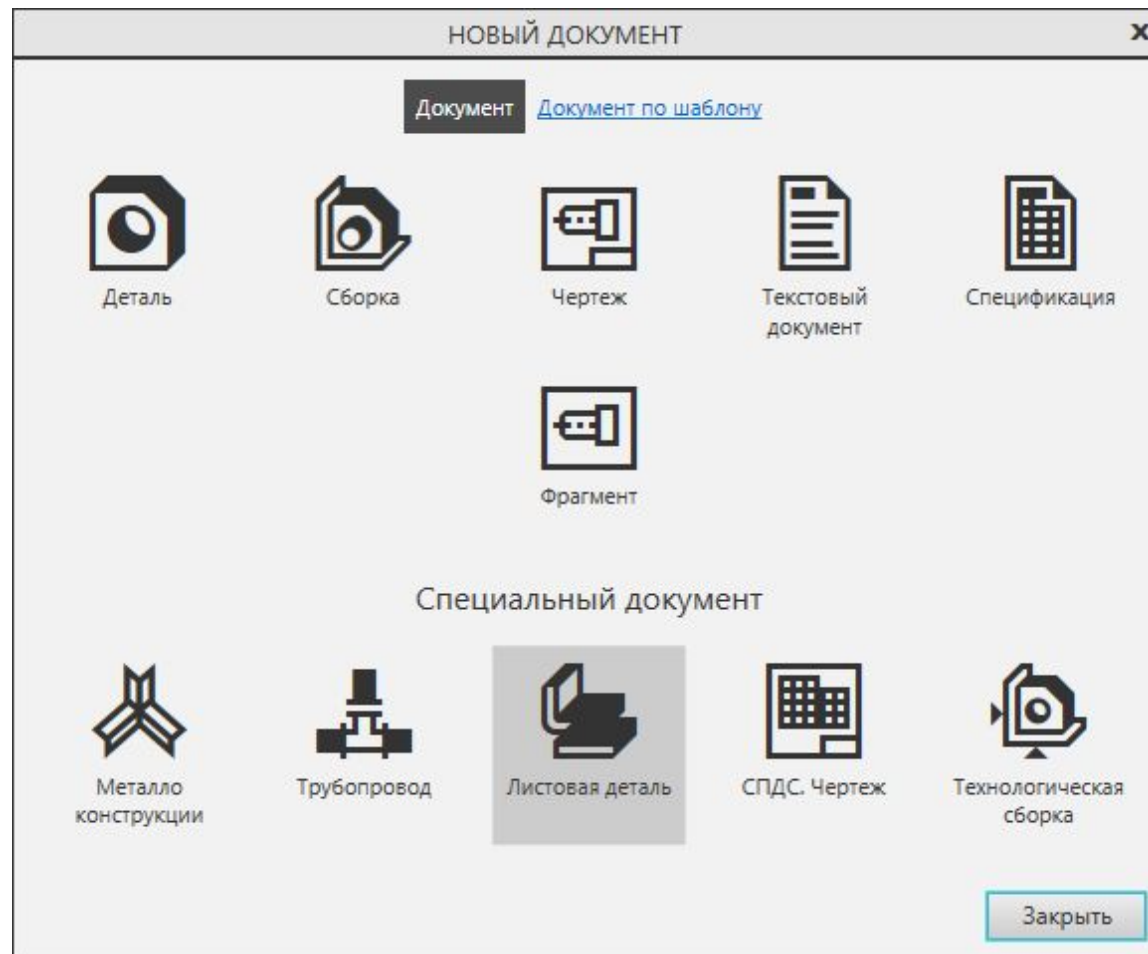 НОВЫЙ ДОКУМЕНТ
Документ Документ по шаблону
Деталь
Сборка
Чертеж
Текстовый
документ
Спецификация
Фрагмент
Специальный документ
Металло
конструкции
Трубопровод
Листовая деталь
СПДС. Чертеж
Технологическая
сборка
Закрыть